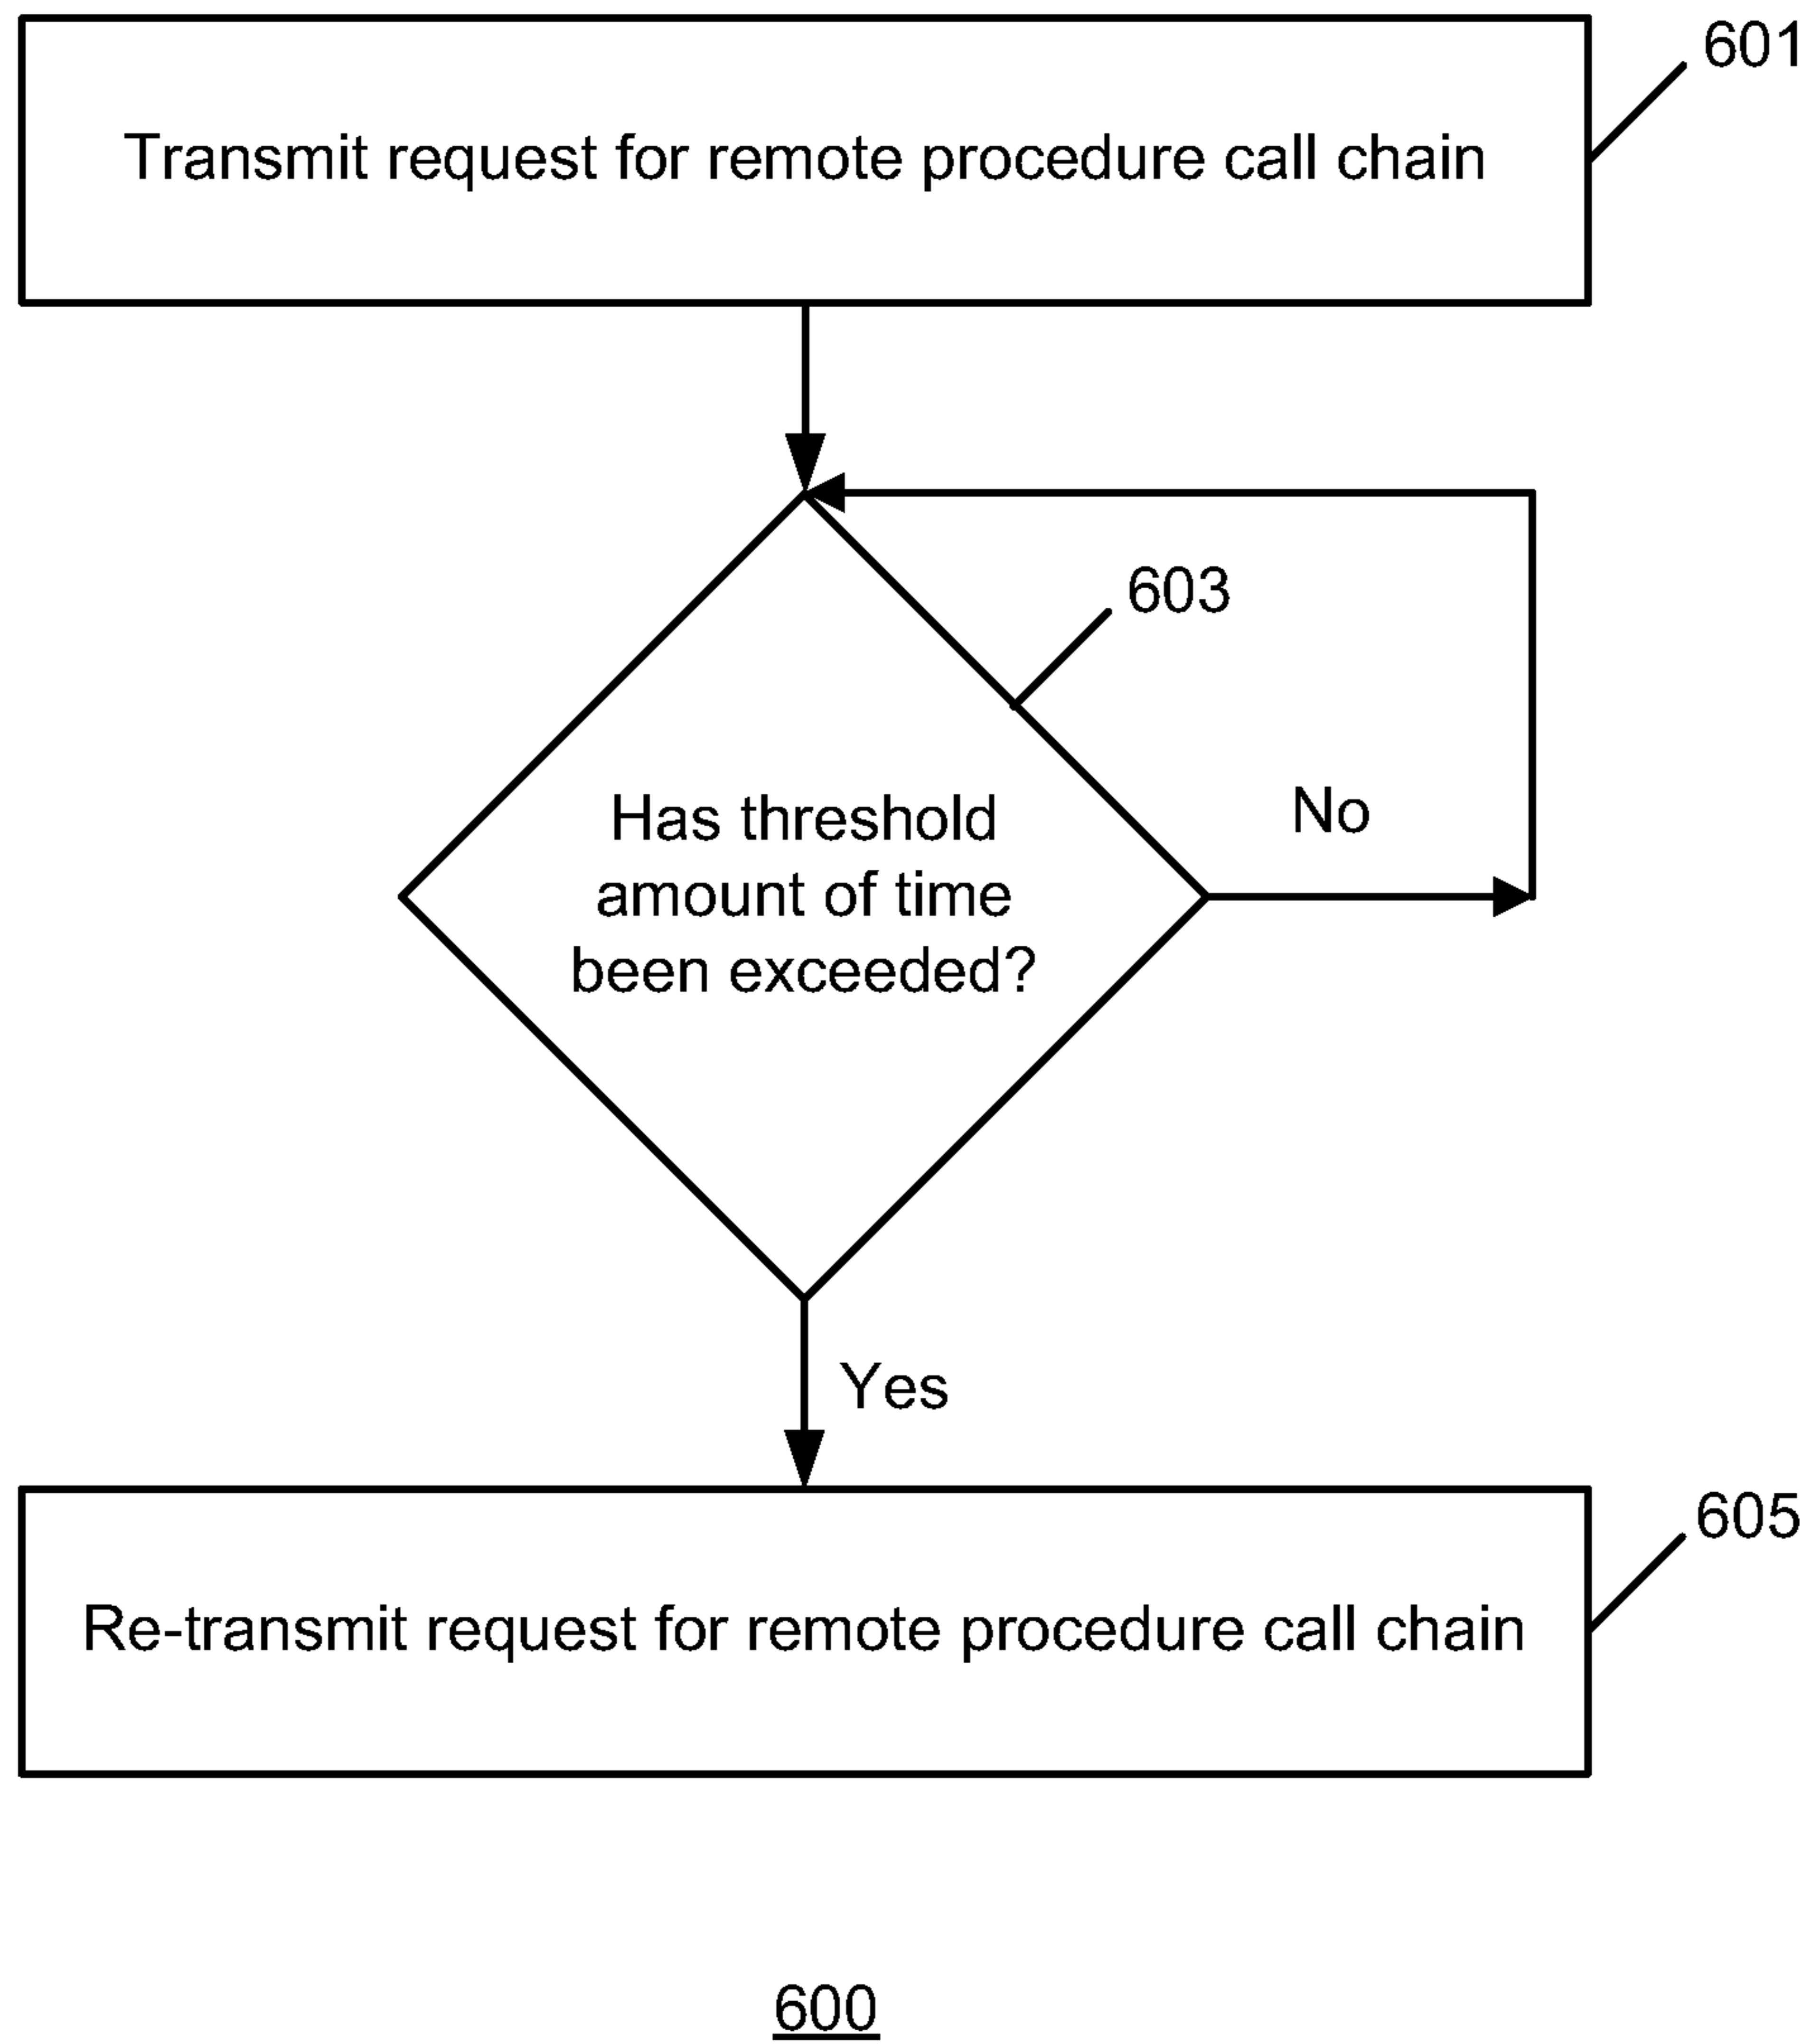 601
Transmit request for remote procedure call chain
603
Has threshold
amount of time
been exceeded?
No
Yes
605
Re-transmit request for remote procedure call chain
600